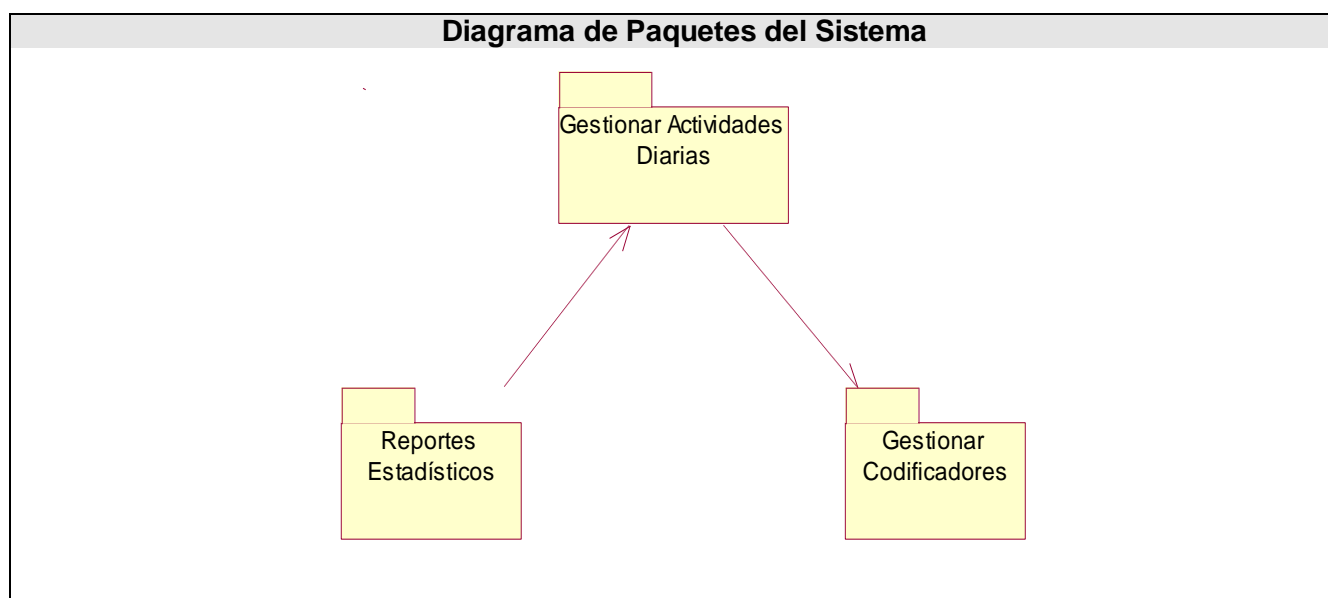 Diagrama de Paquetes del Sistema
Gestionar Actividades
Diarias
Reportes
Estadísticos
Gestionar
Codificadores